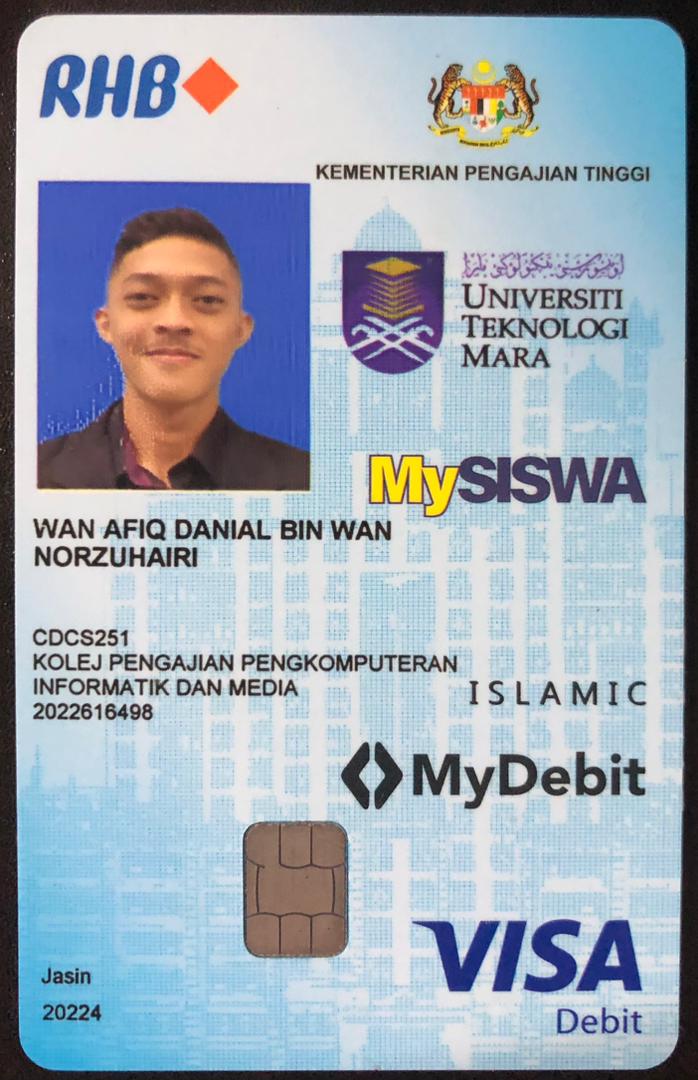 RHB
KEMENTERIAN PENGAJIAN TINGGI
UNIVERSITI
TEKNOLOGI
MARA
MySISWA
WAN AFIQ DANIAL BIN WAN
NORZUHAIRI
CDCS251
KOLEJ PENGAJIAN PENGKOMPUTERAN
INFORMATIK DAN MEDIA
2022616498
ISLAMIC
MyDebit
Jasin
20224
VISA
Debit